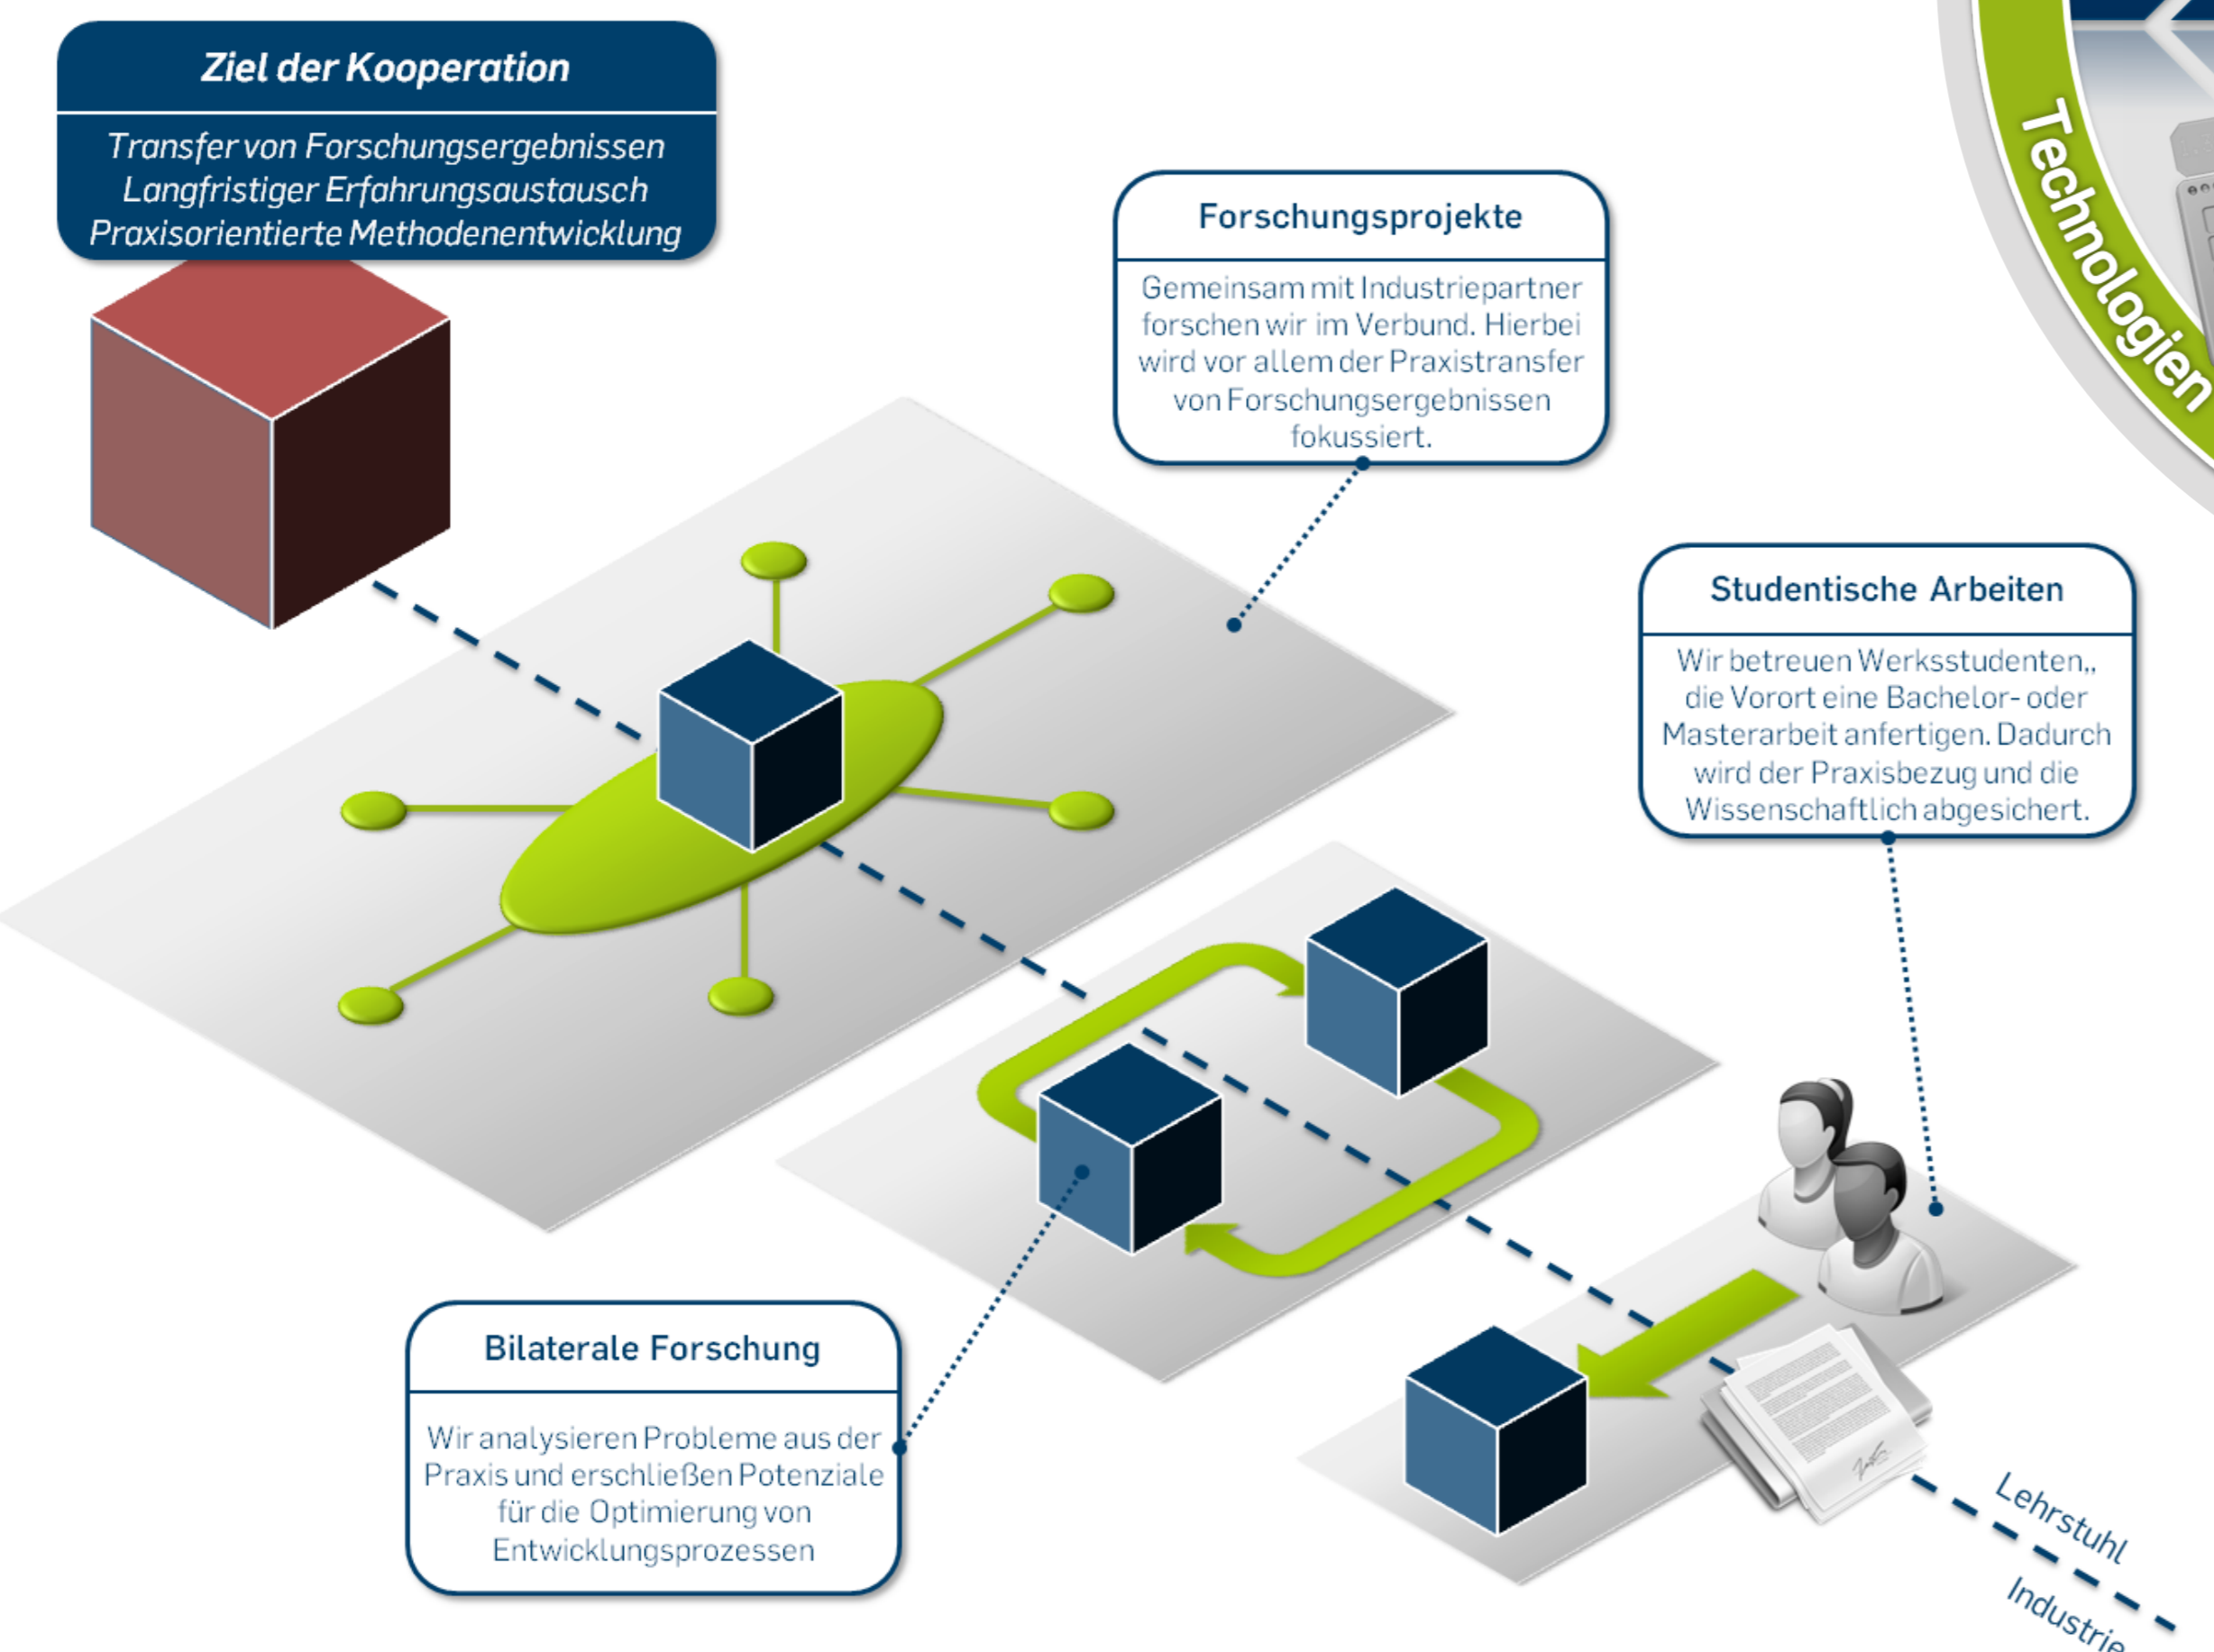 Ziel der Kooperation
Transfer von Forschungsergebnissen
Langfristiger Erfahrungsaustausch
Praxisorientierte Methodenentwicklung
Technologien
Forschungsprojekte
Gemeinsam mit Industriepartner
forschen wir im Verbund. Hierbei
wird vor allem der Praxistransfer
von Forschungsergebnissen
fokussiert.
Studentische Arbeiten
Wir betreuen Werksstudenten,,
die Vorort eine Bachelor- oder
Masterarbeit anfertigen. Dadurch
wird der Praxisbezug und die
Wissenschaftlich abgesichert.
Bilaterale Forschung
Wir analysieren Probleme aus der
Praxis und erschließen Potenziale
für die Optimierung von
Entwicklungsprozessen
Lehrstuhl
Industrie